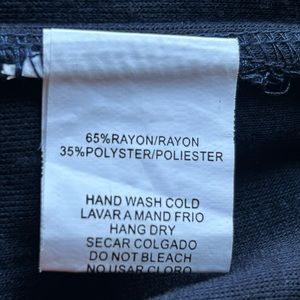 65%RAYON/RAYON
35%POLYSTER/POLIESTER
HAND WASH COLD
LAVAR A MAND FRIO
HANG DRY
SECAR COLGADO
DO NOT BLEACH
NO USAR CLORO